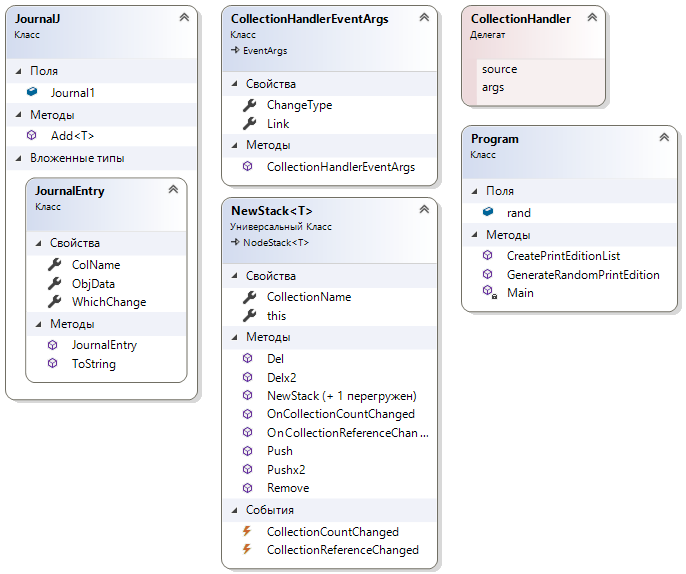 JournalJ
Класс
Поля
Journal1
Методы
Add<T>
Вложенные типы
JournalEntry
Класс
Свойства
ColName
ObjData
WhichChange
Методы
JournalEntry
ToString
CollectionHandlerEventArgs
Класс
EventArgs
Свойства
ChangeType
Link
Методы
CollectionHandlerEventArgs
NewStack<T>
Универсальный Класс
NodeStack<T>
Свойства
CollectionName
this
Методы
Del
Delx2
NewStack (+ 1 перегружен)
OnCollectionCountChanged
OnCollectionReferenceChan ...
Push
Pushx2
Remove
События
CollectionCountChanged
CollectionReferenceChanged
CollectionHandler
Делегат
source
args
Program
Класс
Поля
rand
Методы
CreatePrintEditionList
GenerateRandomPrintEdition
Main